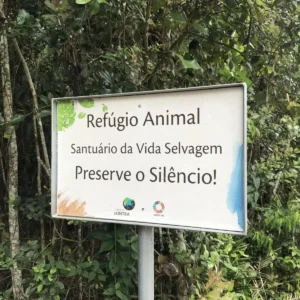 Refúgio Animal
Santuário da Vida Selvagem
Preserve o Silêncio!